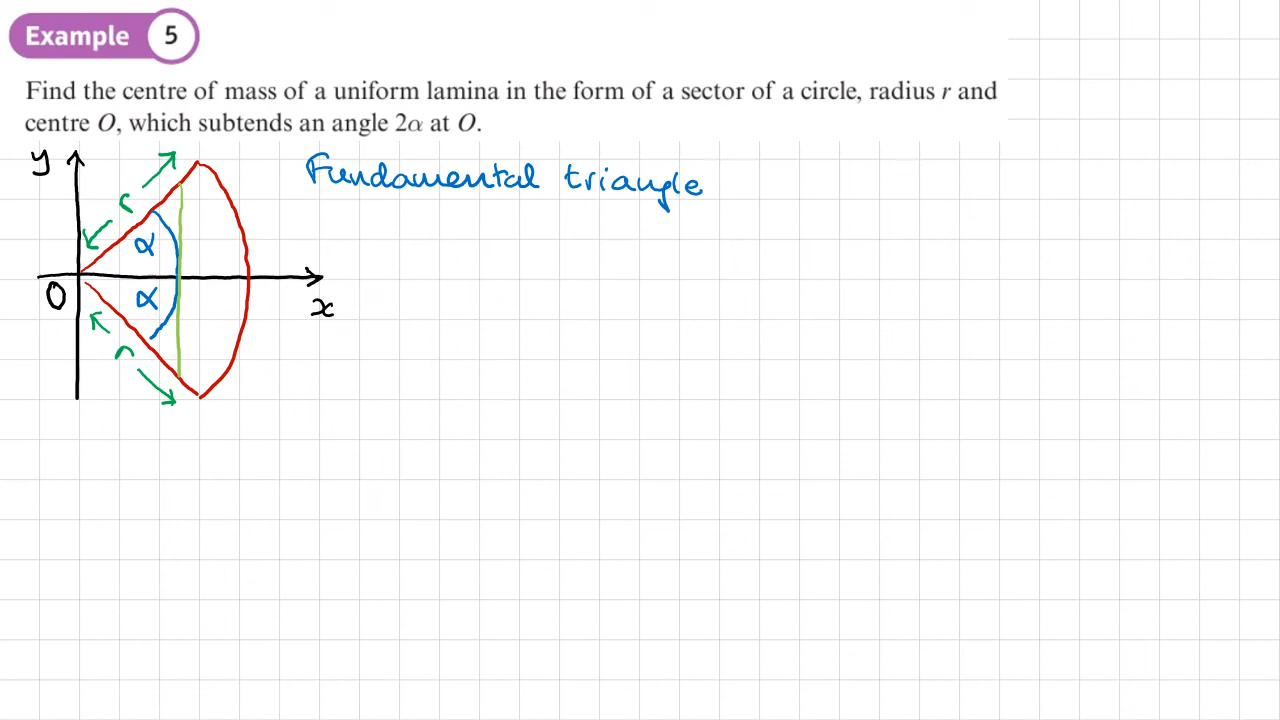 Example 5
Find the centre of mass of a uniform lamina in the form of a sector of a circle, radius r and
centre O, which subtends an angle 2α at O.
y
Fundamental triangle
r
α
O
α
x
r